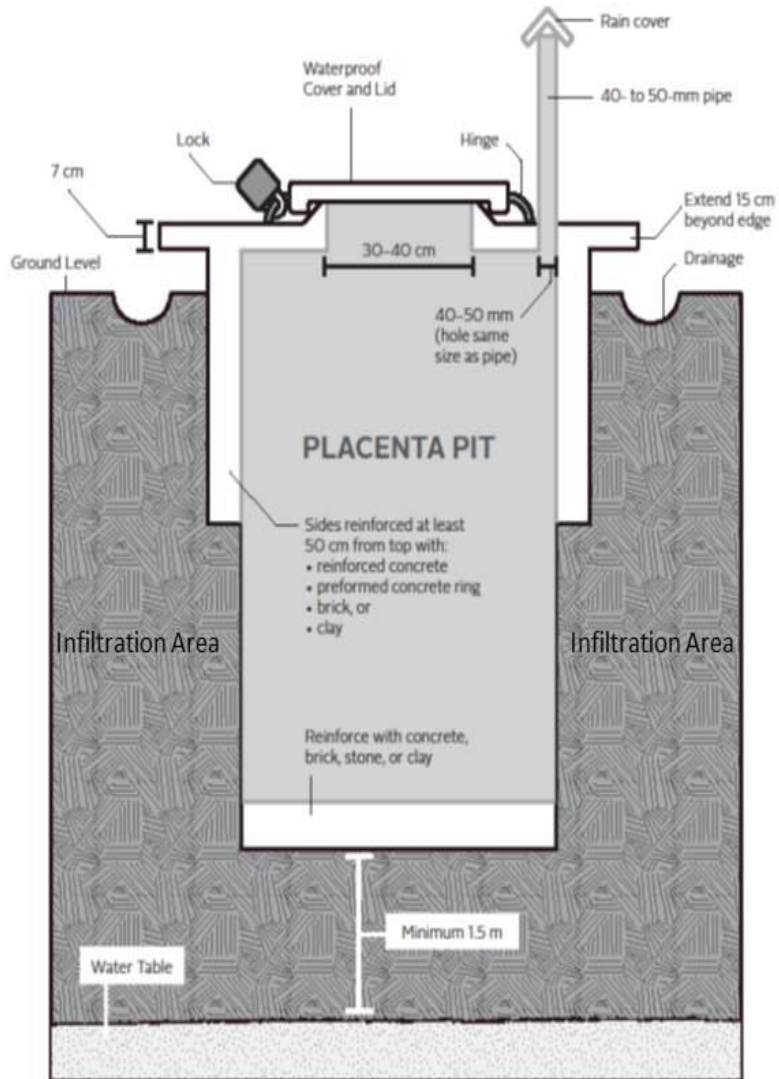 Rain cover
Waterproof
Cover and Lid
40- to 50-mm pipe
Lock
Hinge
7 cm
Extend 15 cm
beyond edge
Ground Level
30-40 cm
Drainage
40-50 mm
(hole same
size as pipe)
PLACENTA PIT
Sides reinforced at least
50 cm from top with:
• reinforced concrete
• preformed concrete ring
• brick, or
• clay
Infiltration Area
Infiltration Area
Reinforce with concrete,
brick, stone, or clay
Minimum 1.5 m
Water Table